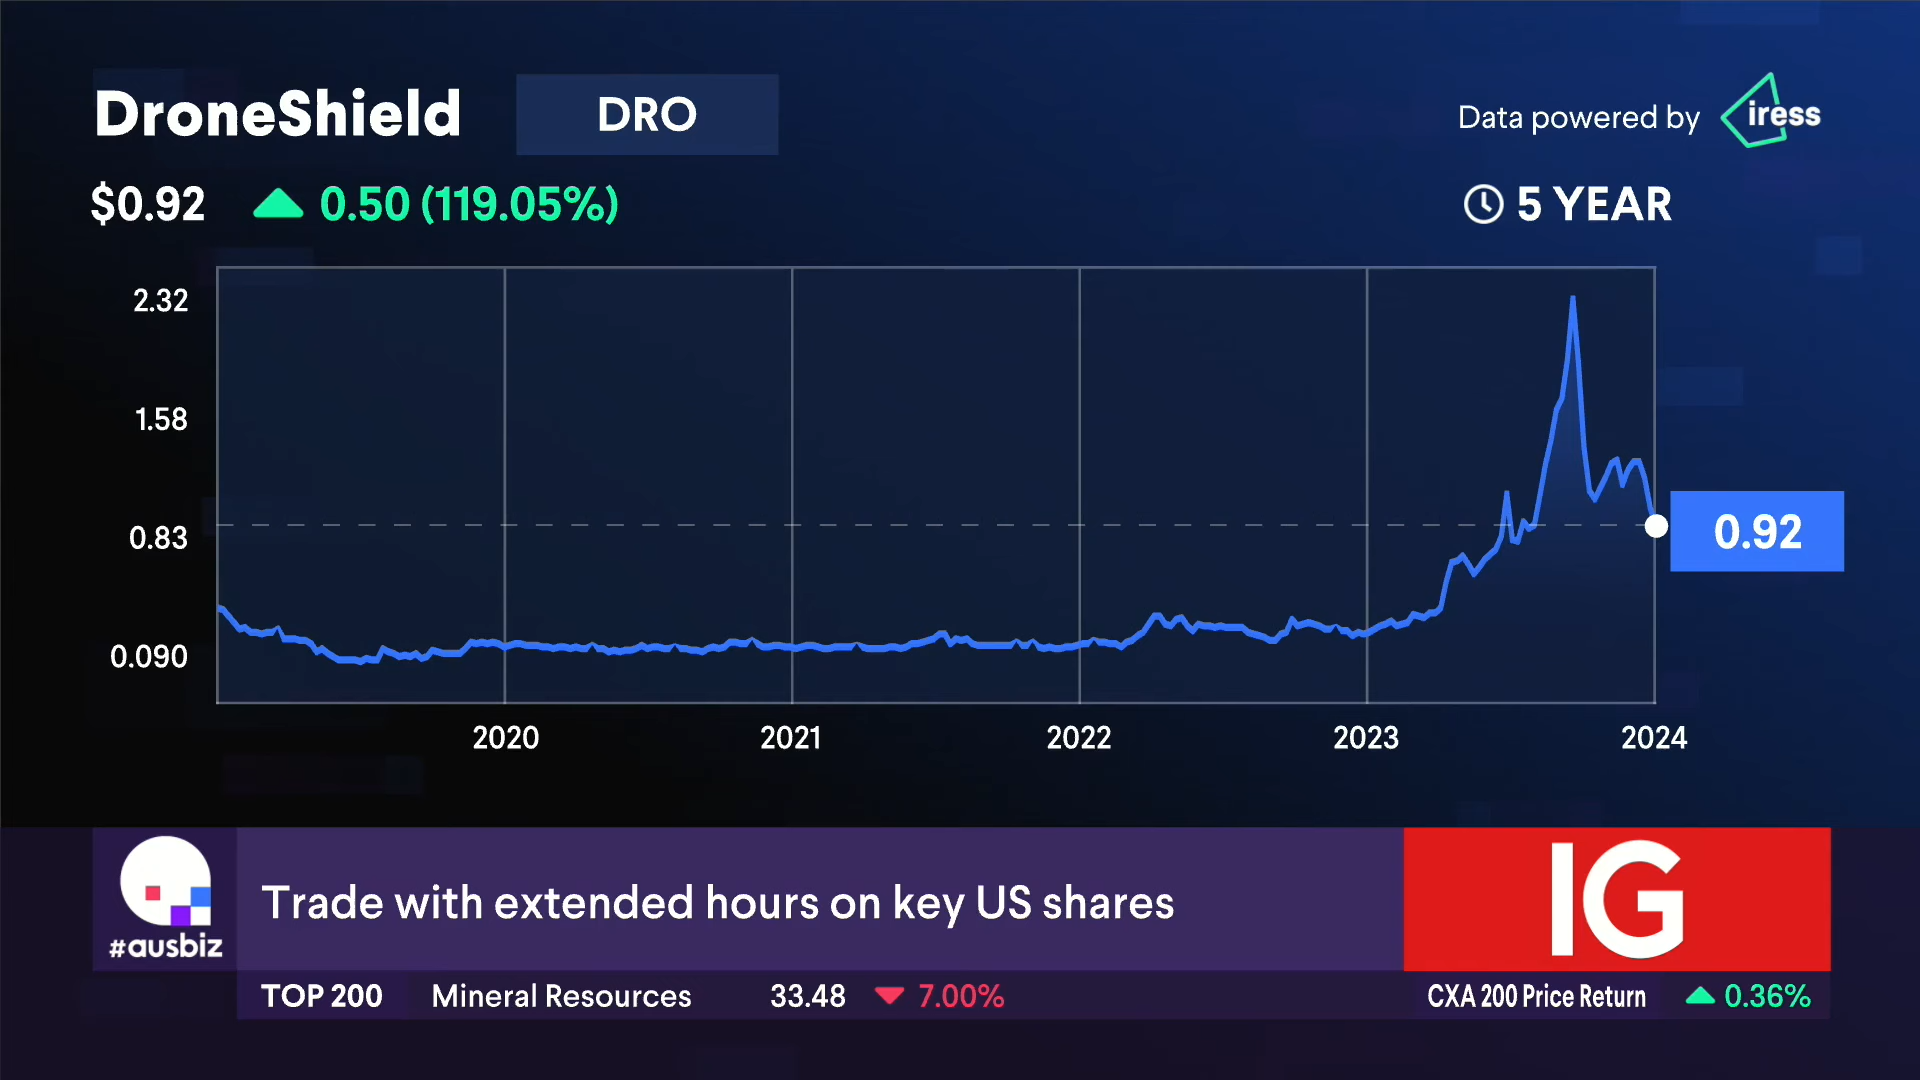 DroneShield DRO
Data powered by iress
$0.92 0.50 (119.05%)
5 YEAR
2.32
1.58
0.83
0.090
0.92
2020 2021 2022 2023 2024
Trade with extended hours on key US shares
IG
#ausbiz
TOP 200 Mineral Resources 33.48 7.00% CXA 200 Price Return 0.36%